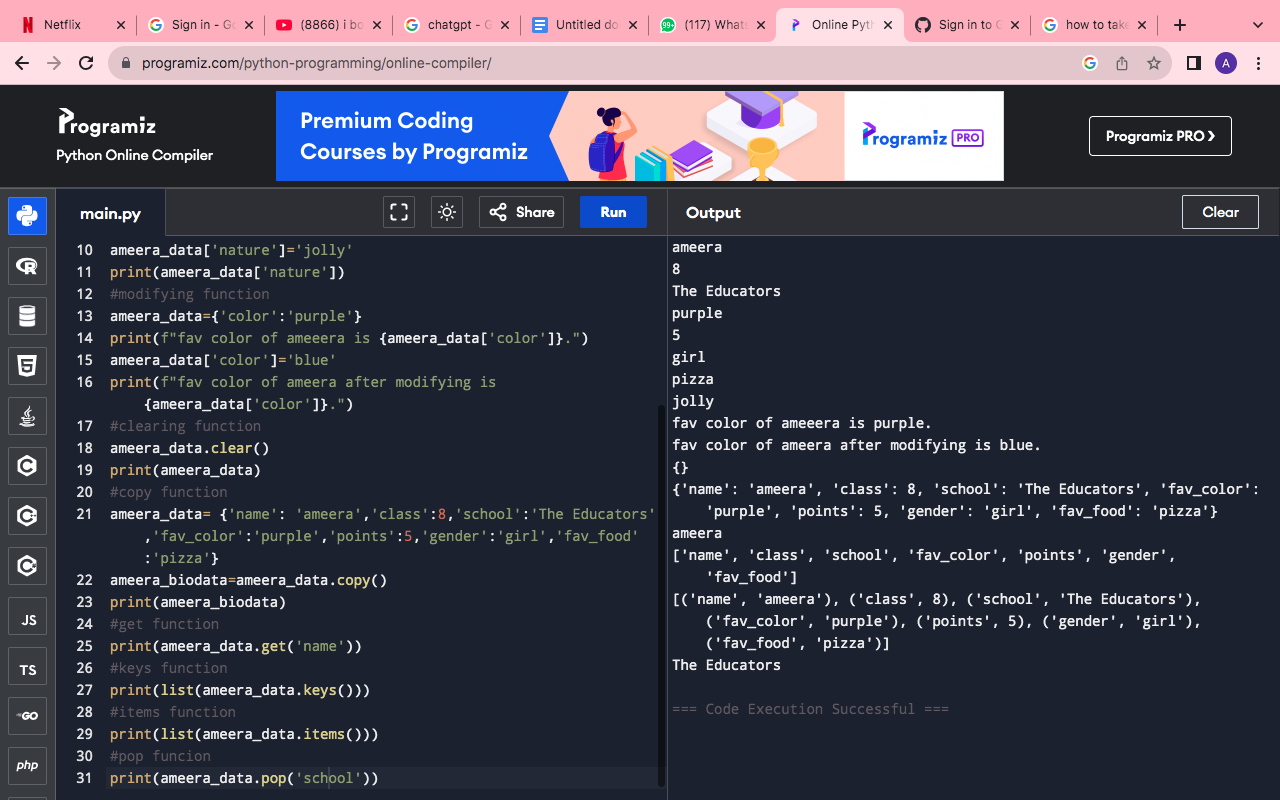 Netflix
Sign in - Go
(8866) i bo
chatgpt - G
Untitled do
(117) Whats
Online Pyth
Sign in to G
how to take
programiz.com/python-programming/online-compiler/
A
Programiz
Python Online Compiler
Premium Coding
Courses by Programiz
Programiz PRO
Programiz PRO ›
main.py
Share
Run
Output
Clear
JS
TS
GO
php
10 ameera_data['nature']='jolly'
11 print(ameera_data['nature'])
12 #modifying function
13 ameera_data={'color':'purple'}
14 print(f"fav color of ameeera is {ameera_data['color']}.")
15 ameera_data['color']='blue'
16 print(f"fav color of ameera after modifying is
{ameera_data['color']}.")
17 #clearing function
18 ameera_data.clear()
19 print(ameera_data)
20 #copy function
21 ameera_data= {'name': 'ameera','class':8,'school':'The Educators'
,'fav_color':'purple','points':5,'gender':'girl','fav_food'
:'pizza'}
22 ameera_biodata=ameera_data.copy()
23 print(ameera_biodata)
24 #get function
25 print(ameera_data.get('name'))
26 #keys function
27 print(list(ameera_data.keys()))
28 #items function
29 print(list(ameera_data.items()))
30 #pop funcion
31 print(ameera_data.pop('school'))
ameera
8
The Educators
purple
5
girl
pizza
jolly
fav color of ameeera is purple.
fav color of ameera after modifying is blue.
{}
{'name': 'ameera', 'class': 8, 'school': 'The Educators', 'fav_color':
'purple', 'points': 5, 'gender': 'girl', 'fav_food': 'pizza'}
ameera
['name', 'class', 'school', 'fav_color', 'points', 'gender',
'fav_food']
[('name', 'ameera'), ('class', 8), ('school', 'The Educators'),
('fav_color', 'purple'), ('points', 5), ('gender', 'girl'),
('fav_food', 'pizza')]
The Educators
=== Code Execution Successful ===